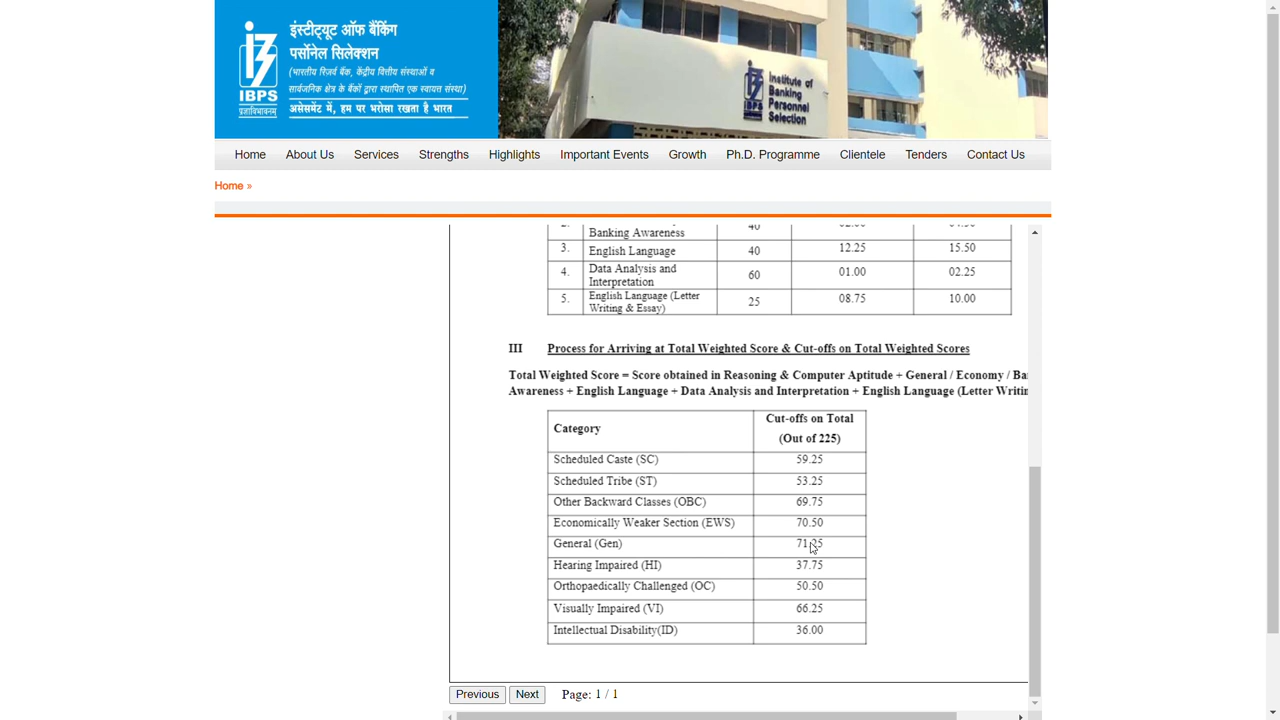 इंस्टीट्यूट ऑफ बैंकिंग
पर्सोनेल सिलेक्शन
(भारतीय रिज़र्व बैंक, केंद्रीय वित्तीय संस्थाओं व
सार्वजनिक क्षेत्र के बैंकों द्वारा स्थापित एक स्वायत्त संस्था)
असेसमेंट में, हम पर भरोसा रखता है भारत
IBPS
Institute of
Banking
Personnel
Selection
IBPS
Home About Us Services Strengths Highlights Important Events Growth Ph.D. Programme Clientele Tenders Contact Us
Home »
Banking Awareness
3. English Language 40 12.25 15.50
4. Data Analysis and Interpretation 60 01.00 02.25
5. English Language (Letter Writing & Essay) 25 08.75 10.00
III Process for Arriving at Total Weighted Score & Cut-offs on Total Weighted Scores
Total Weighted Score = Score obtained in Reasoning & Computer Aptitude + General / Economy /
Awareness + English Language + Data Analysis and Interpretation + English Language (Letter
Category Cut-offs on Total (Out of 225)
Scheduled Caste (SC) 59.25
Scheduled Tribe (ST) 53.25
Other Backward Classes (OBC) 69.75
Economically Weaker Section (EWS) 70.50
General (Gen)
Hearing Impaired (HI) 37.75
Orthopaedically Challenged (OC) 50.50
Visually Impaired (VI) 66.25
Intellectual Disability(ID) 36.00
Previous Next Page: 1 / 1